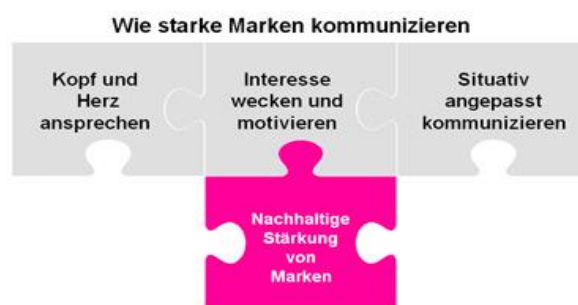 Wie starke Marken kommunizieren
Kopf und
Herz
ansprechen
Interesse
wecken und
motivieren
Situativ
angepasst
kommunizieren
Nachhaltige
Stärkung
von
Marken